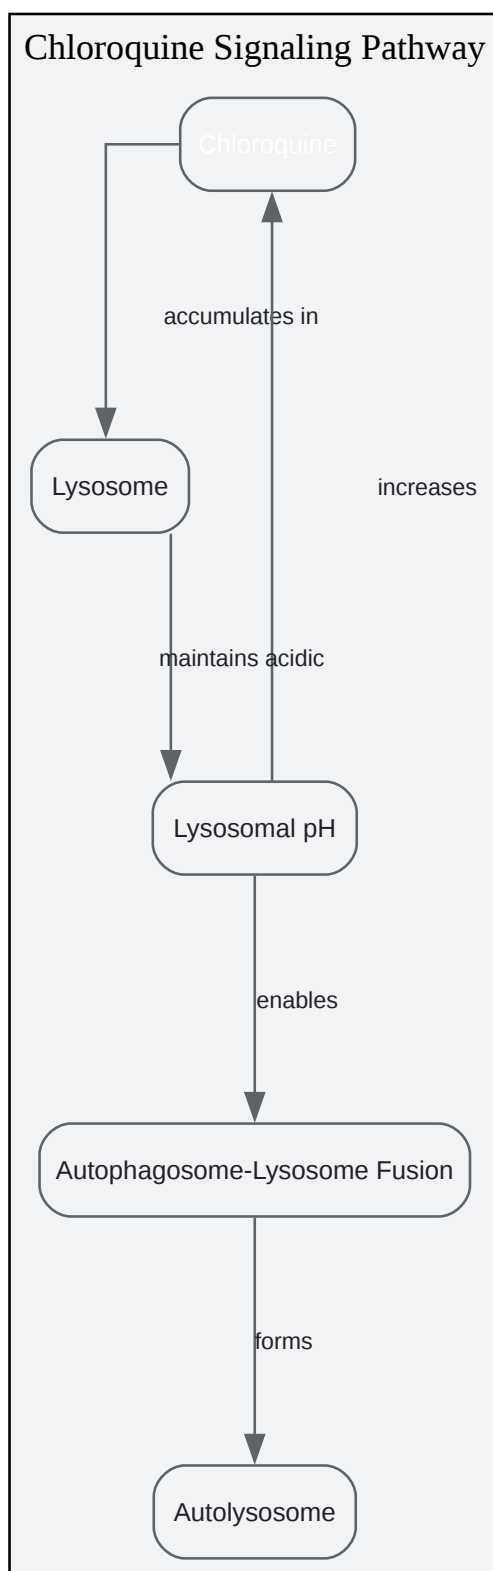 Chloroquine Signaling Pathway
Chloroquine
accumulates in
Lysosome
increases
maintains acidic
Lysosomal pH
enables
Autophagosome-Lysosome Fusion
forms
Autolysosome